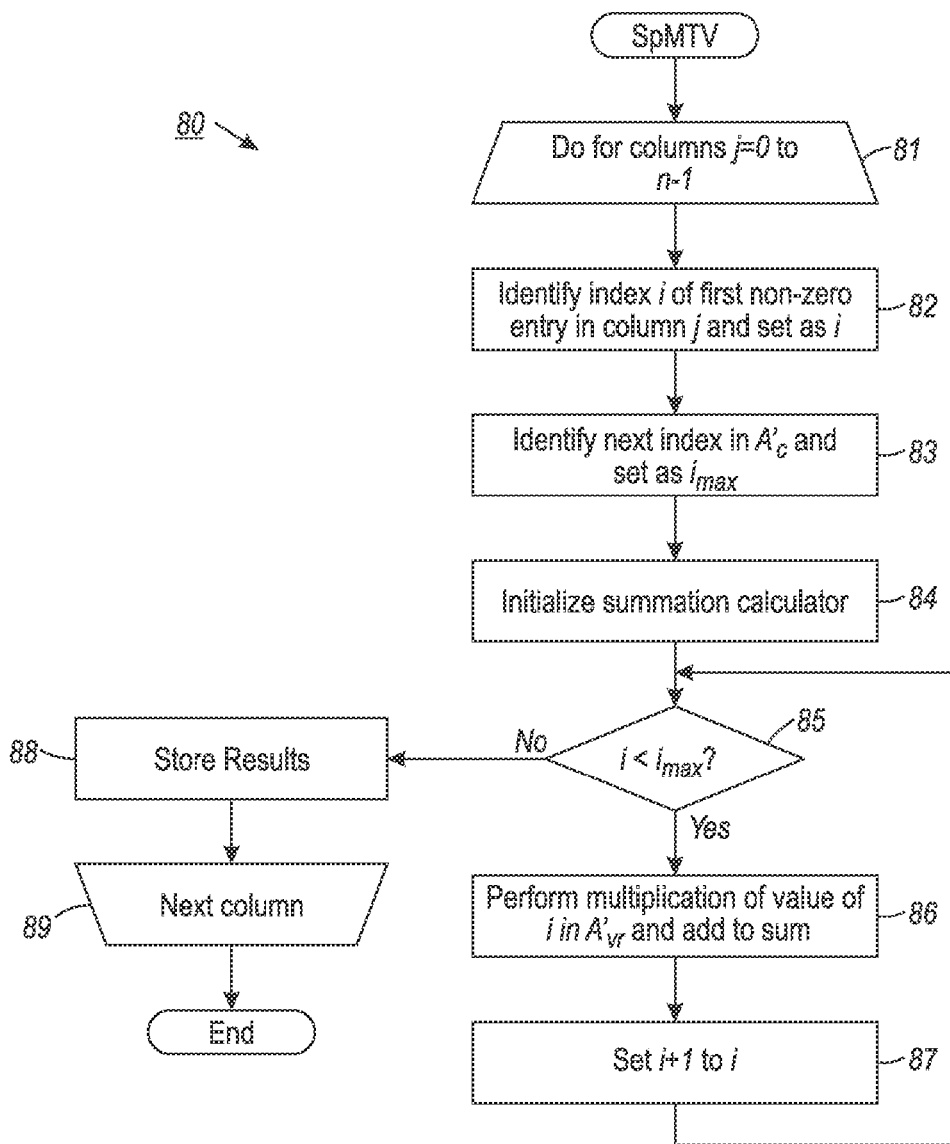 SpMTV
80
Do for columns j=0 to
n-1
81
Identify index i of first non-zero
entry in column j and set as i
82
Identify next index in A'c and
set as imax
83
Initialize summation calculator
84
85
i < imax?
No
Yes
88
Store Results
Perform multiplication of value of
i in A'vr and add to sum
86
89
Next column
End
Set i+1 to i
87